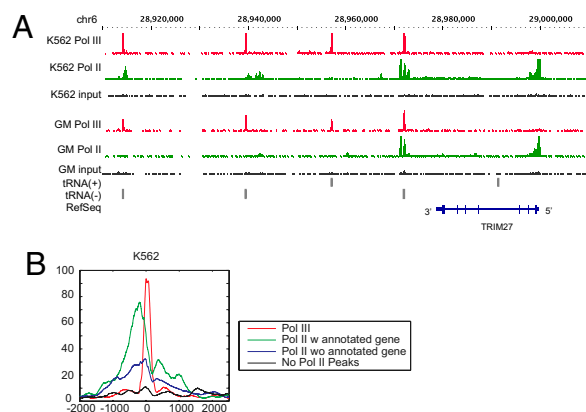 A
chr6 28,920,000 28,940,000 28,960,000 28,980,000 29,000,000
K562 Pol III
K562 Pol II
K562 input
GM Pol III
GM Pol II
GM input
tRNA(+)
tRNA(-)
RefSeq
3' 5'
TRIM27
B
K562
100
80
60
40
20
0
-2000 -1000 0 1000 2000
Pol III
Pol II w annotated gene
Pol II wo annotated gene
No Pol II Peaks